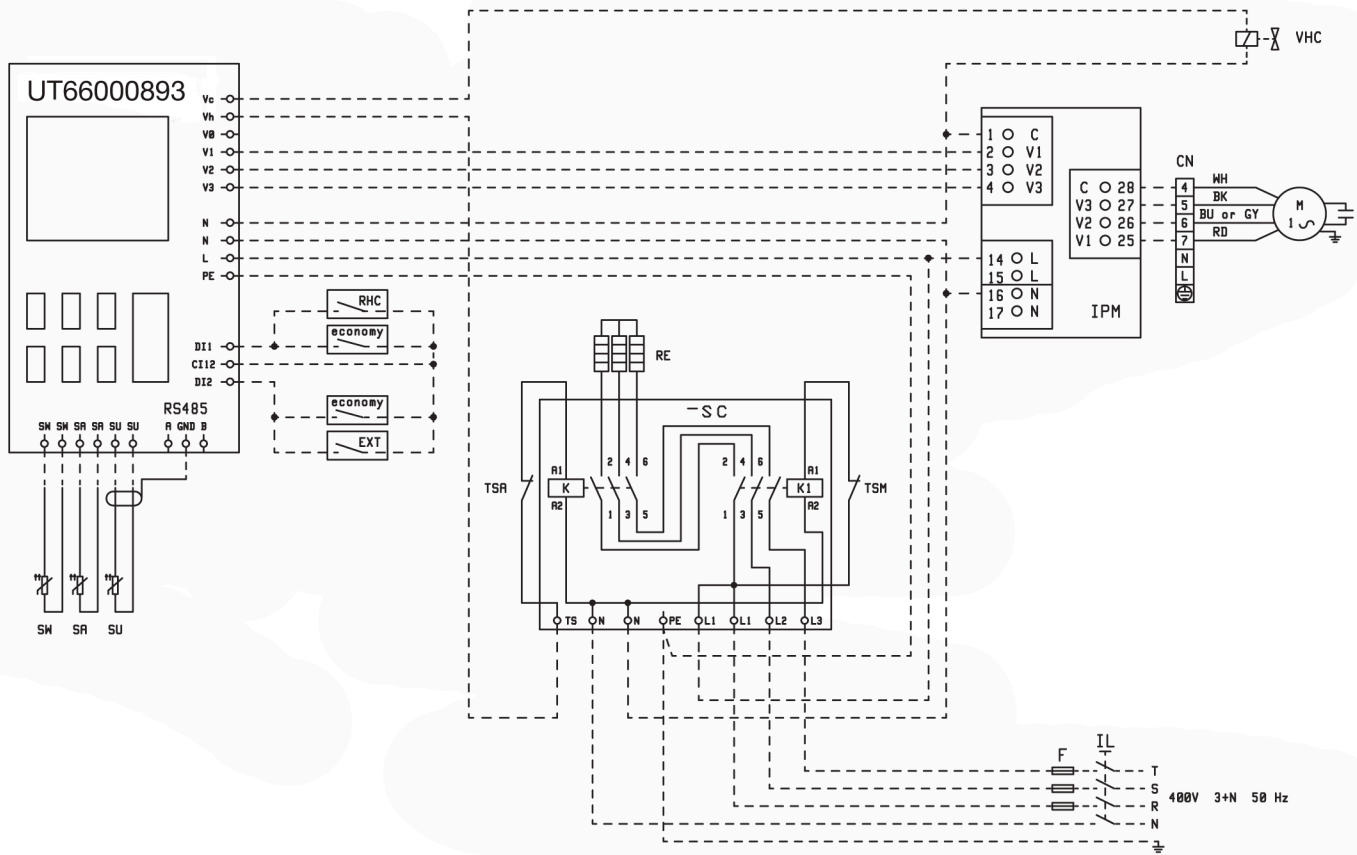 VHC
UT66000893
Vc
Vh
V0
V1
V2
V3
N
N
L
PE
1 C
2 V1
3 V2
4 V3
C 28
V3 27
V2 26
V1 25
14 L
15 L
16 N
17 N
IPM
CN
4
5
6
7
N
L
WH
BK
BU or GY
RD
M
1
RHC
economy
DI1
CI12
DI2
economy
EXT
RS485
SW SW SA SA SU SU A GND B
RE
-SC
2 4 6
2 4 6
A1
A1
TSA
K
K1
TSM
A2
A2
1 3 5
1 3 5
TS N N PE L1 L1 L2 L3
SW SA SU
F
IL
T
S
R
N
400V 3+N 50 Hz